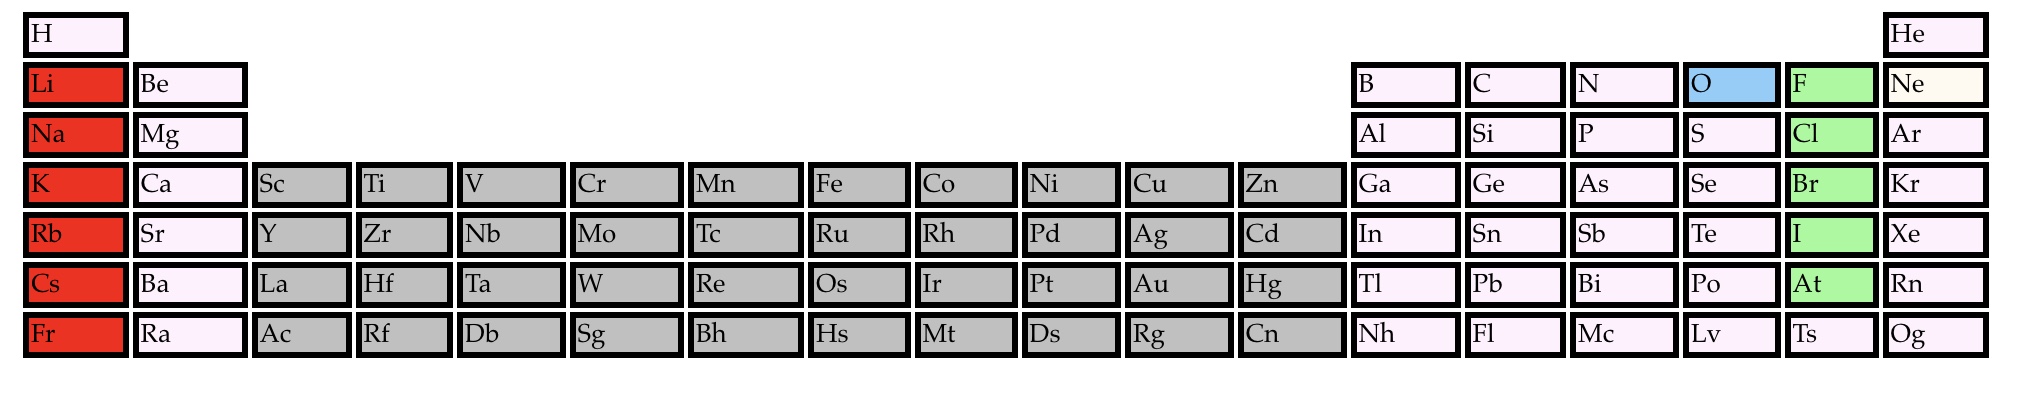 H He
Li Be B C N O F Ne
Na Mg Al Si P S Cl Ar
K Ca Sc Ti V Cr Mn Fe Co Ni Cu Zn Ga Ge As Se Br Kr
Rb Sr Y Zr Nb Mo Tc Ru Rh Pd Ag Cd In Sn Sb Te I Xe
Cs Ba La Hf Ta W Re Os Ir Pt Au Hg Tl Pb Bi Po At Rn
Fr Ra Ac Rf Db Sg Bh Hs Mt Ds Rg Cn Nh Fl Mc Lv Ts Og